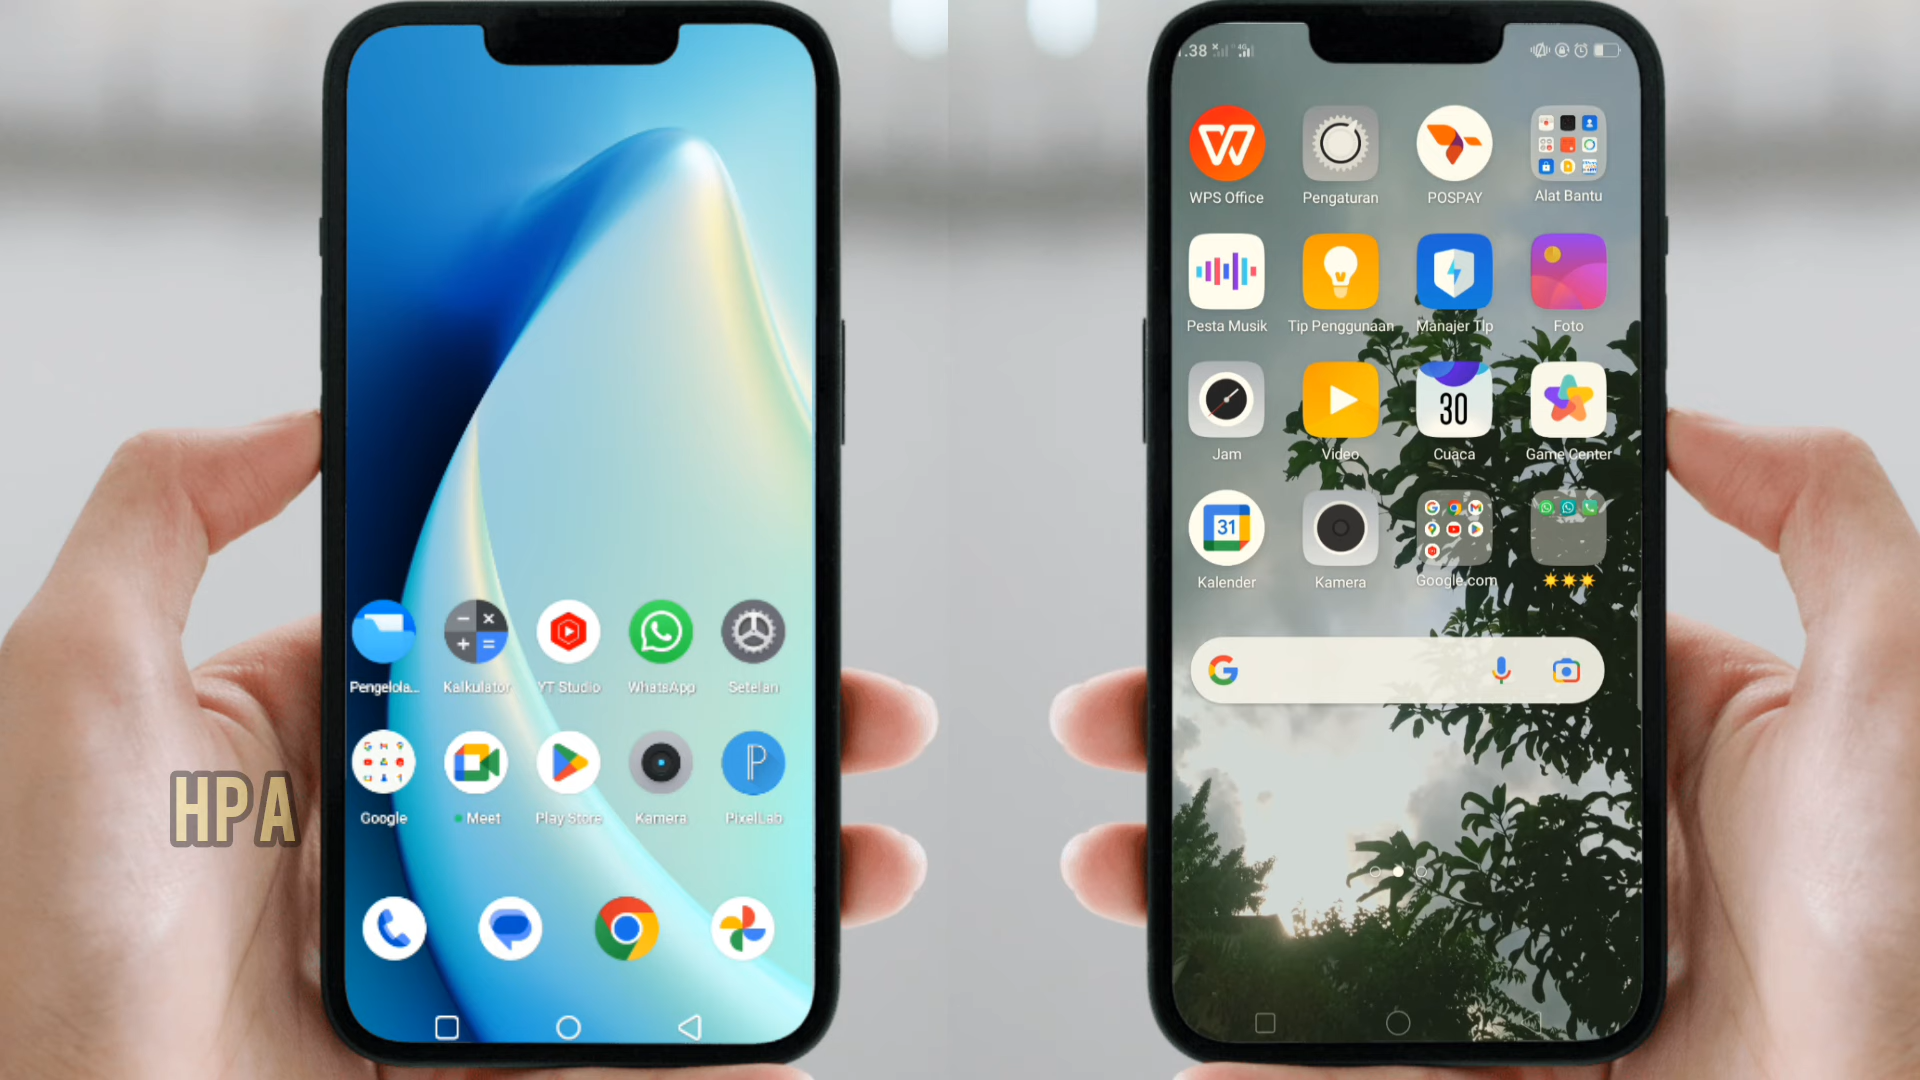 Pengelola...
Kalkulator
YT Studio
WhatsApp
Setelan
Google
Meet
Play Store
Kamera
PixelLab
HPA
.38
4G
WPS Office
Pengaturan
POSPAY
Alat Bantu
Pesta Musik
Tip Penggunaan
Manajer Tlp
Foto
Jam
Video
30
Cuaca
Game Center
31
Kalender
Kamera
Google.com